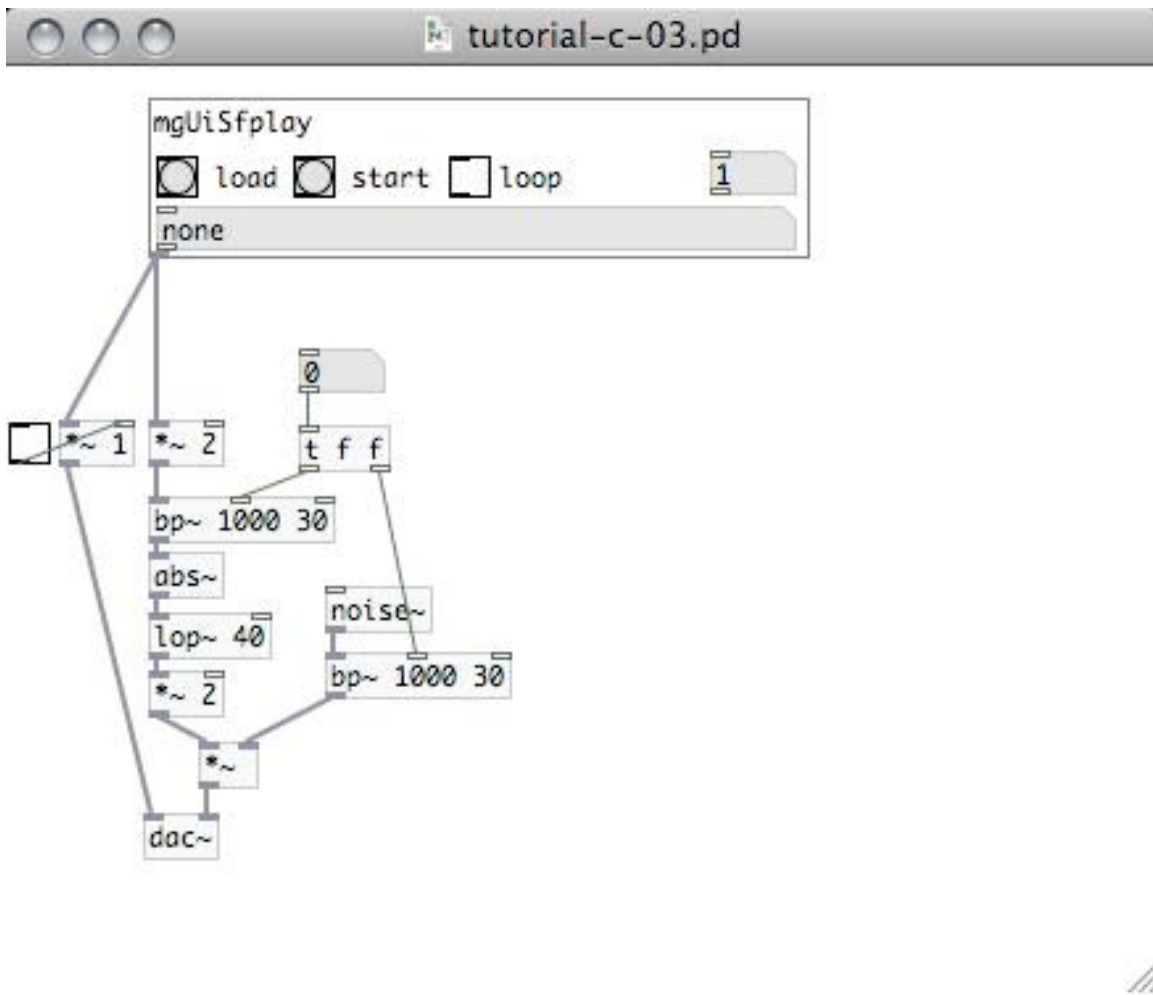 tutorial-c-03.pd
mgUiSfplay
load start loop 1
none
0
*~ 1 *~ 2 t f f
bp~ 1000 30
abs~
noise~
lop~ 40
bp~ 1000 30
*~ 2
*~
dac~